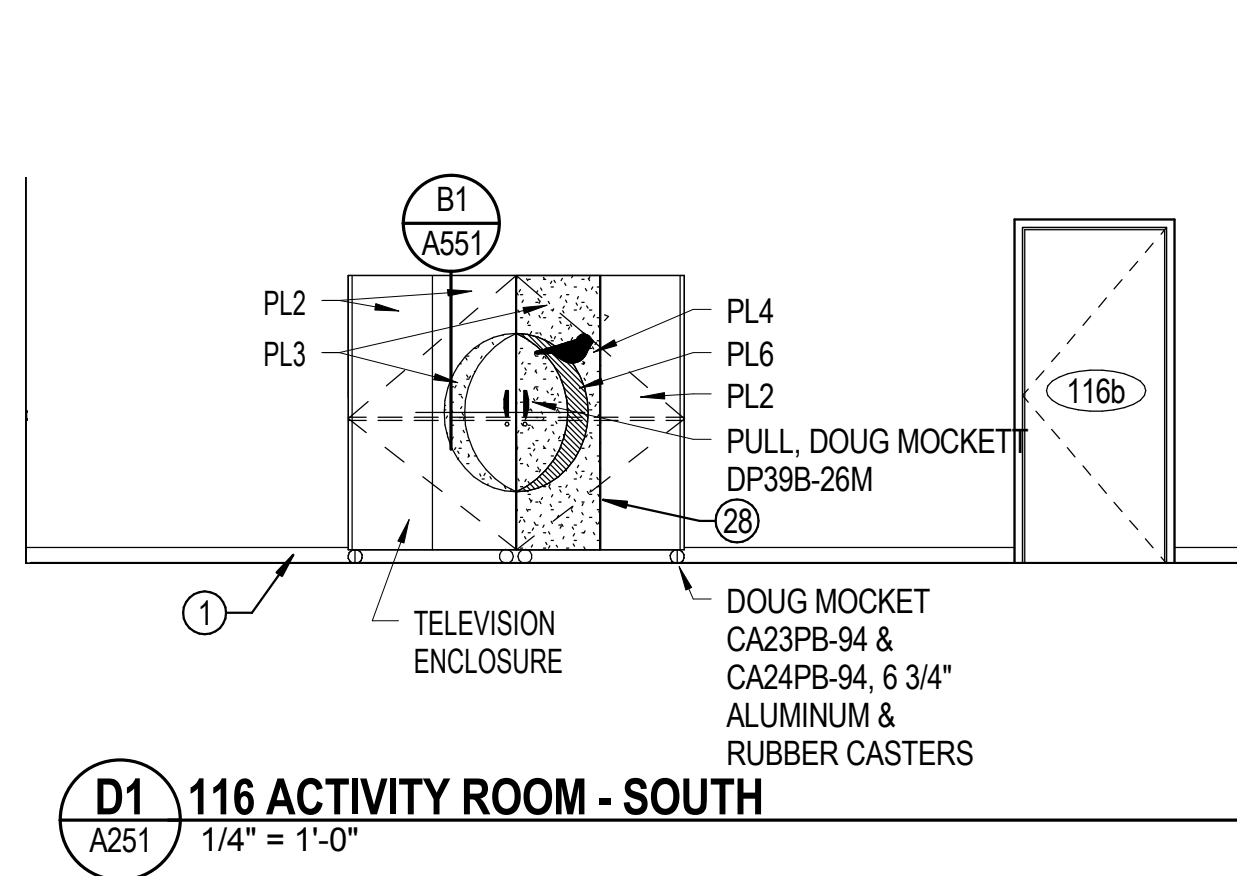 B1
A551
PL2
PL3
PL4
PL6
PL2
PULL, DOUG MOCKETT
DP39B-26M
28
116b
1
TELEVISION
ENCLOSURE
DOUG MOCKET
CA23PB-94 &
CA24PB-94, 6 3/4"
ALUMINUM &
RUBBER CASTERS
D1
A251
116 ACTIVITY ROOM - SOUTH
1/4" = 1'-0"